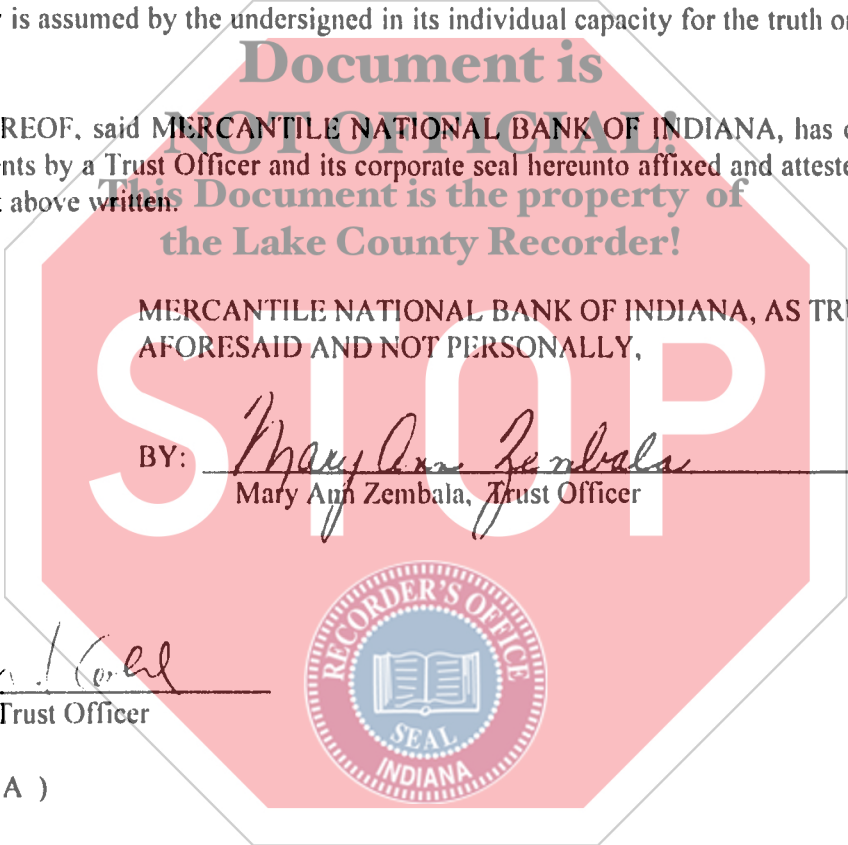 r is assumed by the undersigned in its individual capacity for the truth o
Document is
NOT OFFICIAL!
REOF, said MERCANTILE NATIONAL BANK OF INDIANA, has
nts by a Trust Officer and its corporate seal hereunto affixed and atteste
This Document is the property of
above written.
the Lake County Recorder!
MERCANTILE NATIONAL BANK OF INDIANA, AS TRU
AFORESAID AND NOT PERSONALLY,
STOP
BY: Mary Ann Zembala
Mary Ann Zembala, Trust Officer
RECORDER'S OFFICE
SEAL
INDIANA
Trust Officer
A )